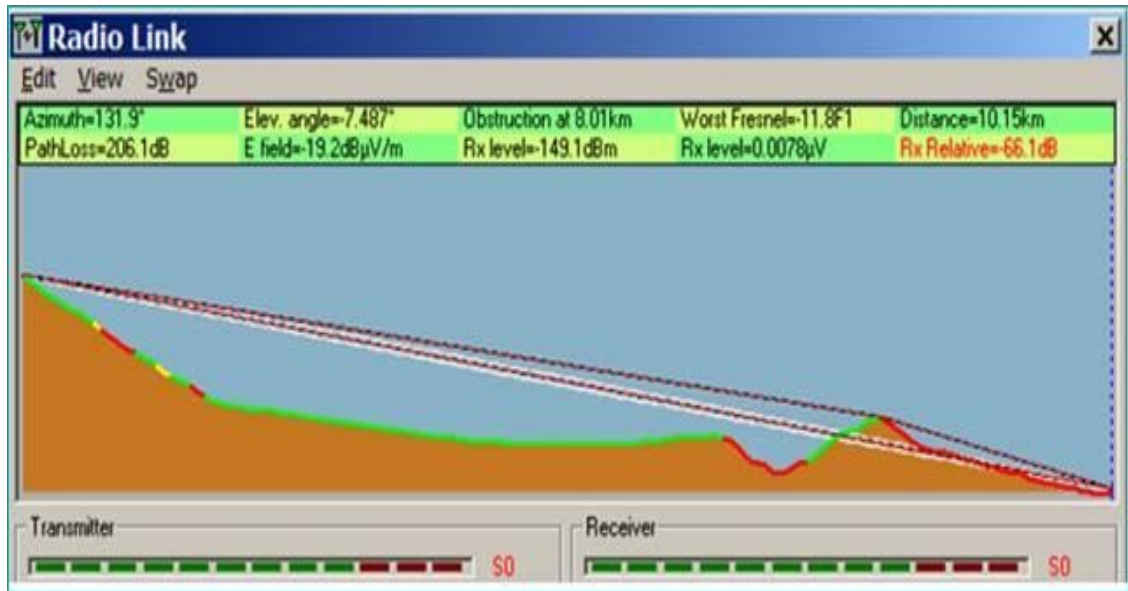 Radio Link
Edit View Swap
Azimuth=131.9° Elev. angle=-7.487° Obstruction at 8.01km Worst Fresnel=-11.8F1 Distance=10.15km
PathLoss=206.1dB E field=-19.2dBµV/m Rx level=-149.1dBm Rx level=0.0078µV Rx Relative=-66.1dB
Transmitter Receiver
S0 S0